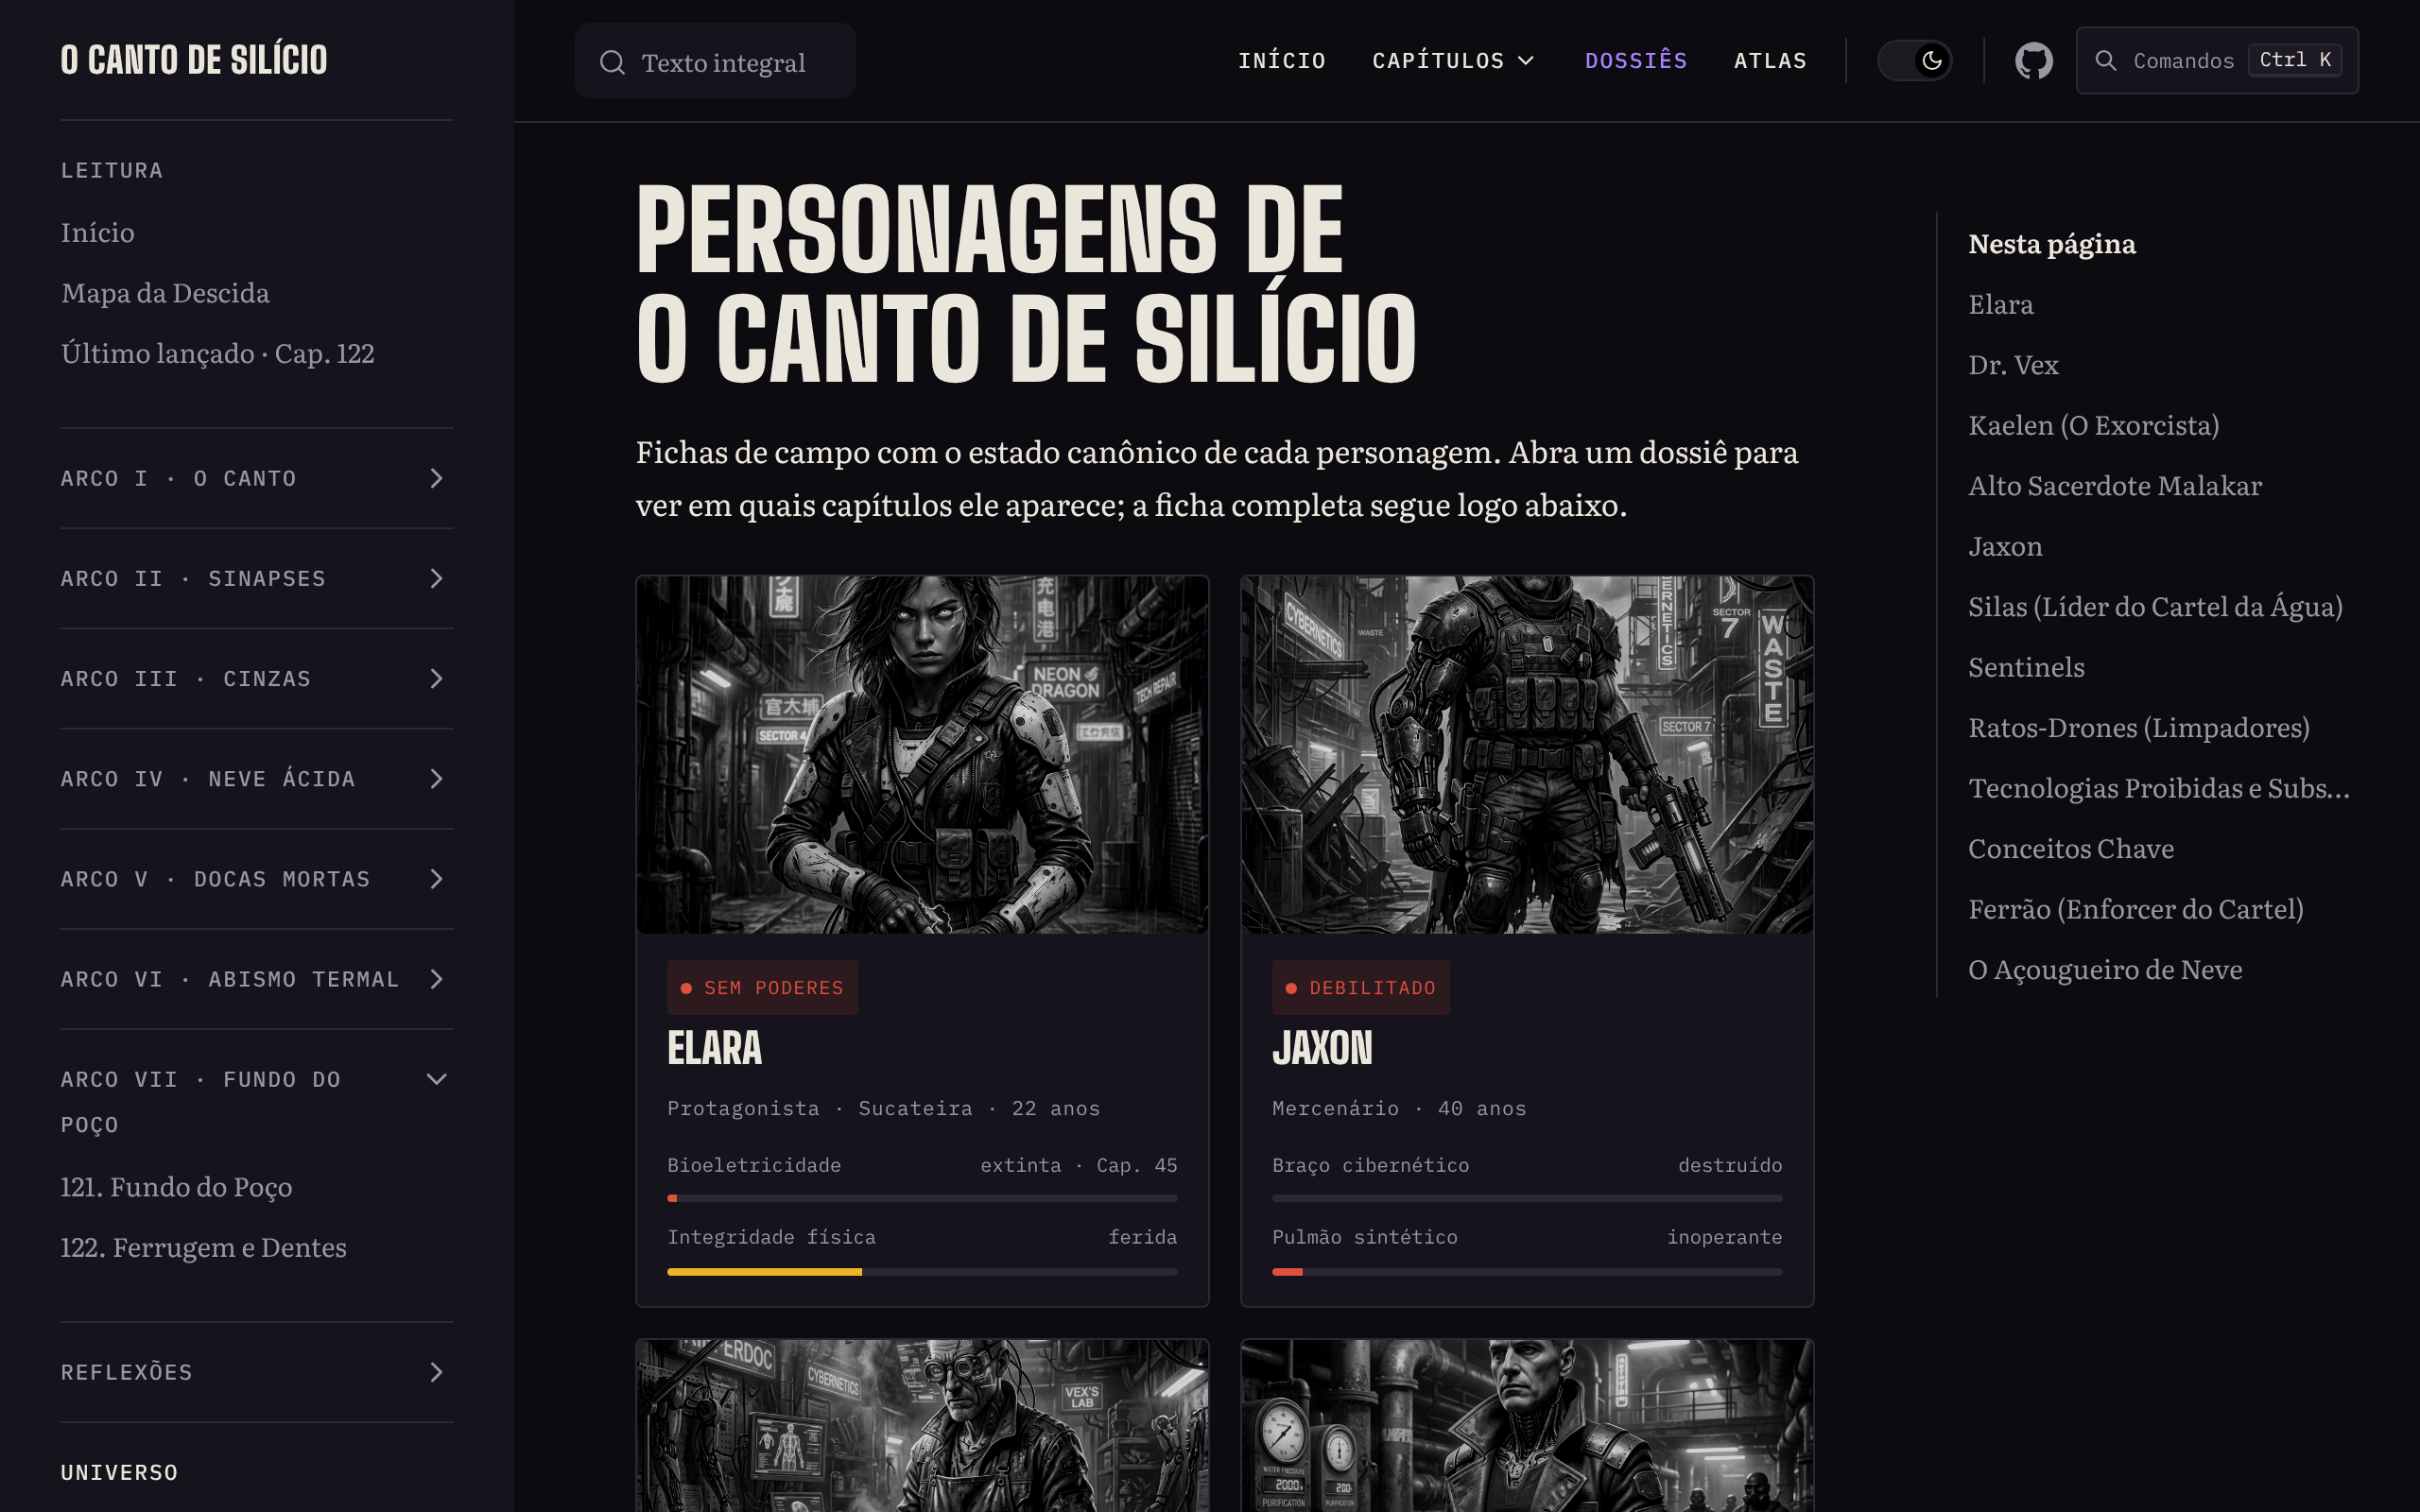 O CANTO DE SILÍCIO
LEITURA
Início
Mapa da Descida
Último lançado · Cap. 122
ARCO I · O CANTO
ARCO II · SINAPSES
ARCO III · CINZAS
ARCO IV · NEVE ÁCIDA
ARCO V · DOCAS MORTAS
ARCO VI · ABISMO TERMAL
ARCO VII · FUNDO DO
POÇO
121. Fundo do Poço
122. Ferrugem e Dentes
REFLEXÕES
UNIVERSO
Texto integral
INÍCIO
CAPÍTULOS
DOSSIÊS
ATLAS
Comandos
Ctrl K
PERSONAGENS DE
O CANTO DE SILÍCIO
Fichas de campo com o estado canônico de cada personagem. Abra um dossiê para
ver em quais capítulos ele aparece; a ficha completa segue logo abaixo.
充电港
NEON
DRAGON
TECH REPAIR
SECTOR 4
SEM PODERES
ELARA
Protagonista · Sucateira · 22 anos
Bioeletricidade
extinta · Cap. 45
Integridade física
ferida
CYBERNETICS
WASTE
SECTOR
7
WASTE
SECTOR 7
DEBILITADO
JAXON
Mercenário · 40 anos
Braço cibernético
destruído
Pulmão sintético
inoperante
CYBERNETICS
VEX'S
LAB
WATER PRESSURE
PURIFICATION
Nesta página
Elara
Dr. Vex
Kaelen (O Exorcista)
Alto Sacerdote Malakar
Jaxon
Silas (Líder do Cartel da Água)
Sentinels
Ratos-Drones (Limpadores)
Tecnologias Proibidas e Subs...
Conceitos Chave
Ferrão (Enforcer do Cartel)
O Açougueiro de Neve